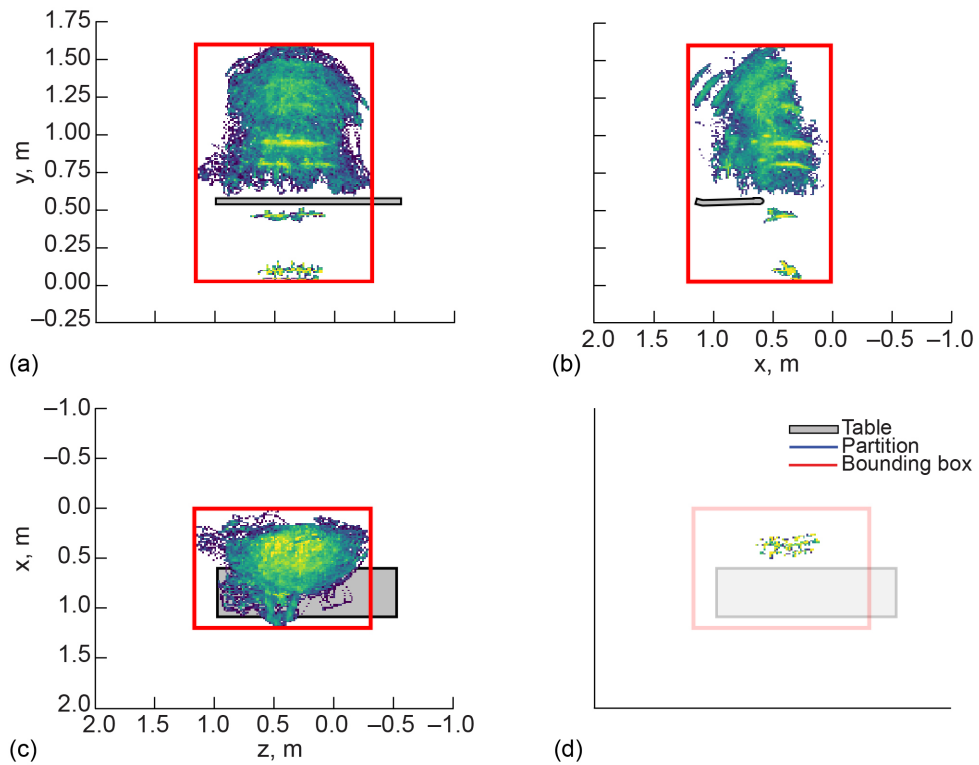 1.75
1.50
1.25
1.00
0.75
0.50
0.25
0.00
–0.25
y, m
(a)
2.0 1.5 1.0 0.5 0.0 –0.5 –1.0
x, m
(b)
–1.0
–0.5
0.0
0.5
1.0
1.5
2.0
x, m
2.0 1.5 1.0 0.5 0.0 –0.5 –1.0
z, m
(c)
Table
Partition
Bounding box
(d)